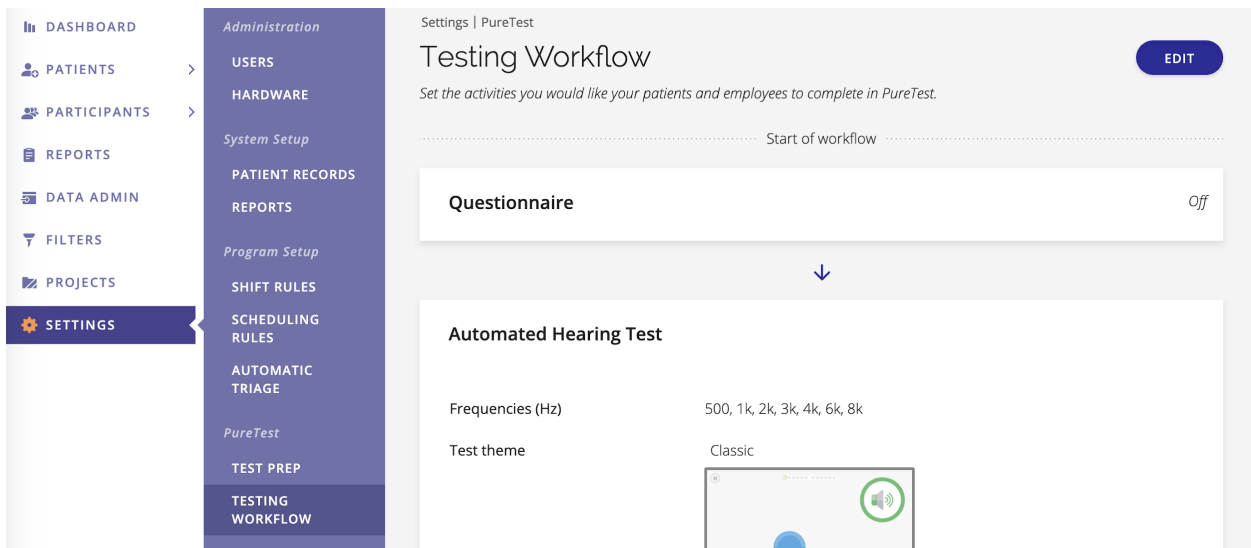 DASHBOARD
PATIENTS
PARTICIPANTS
REPORTS
DATA ADMIN
FILTERS
PROJECTS
SETTINGS
Administration
USERS
HARDWARE
System Setup
PATIENT RECORDS
REPORTS
Program Setup
SHIFT RULES
SCHEDULING
RULES
AUTOMATIC
TRIAGE
PureTest
TEST PREP
TESTING
WORKFLOW
Settings | PureTest
Testing Workflow
EDIT
Set the activities you would like your patients and employees to complete in PureTest.
Start of workflow
Questionnaire
Off
Automated Hearing Test
Frequencies (Hz)
500, 1k, 2k, 3k, 4k, 6k, 8k
Test theme
Classic